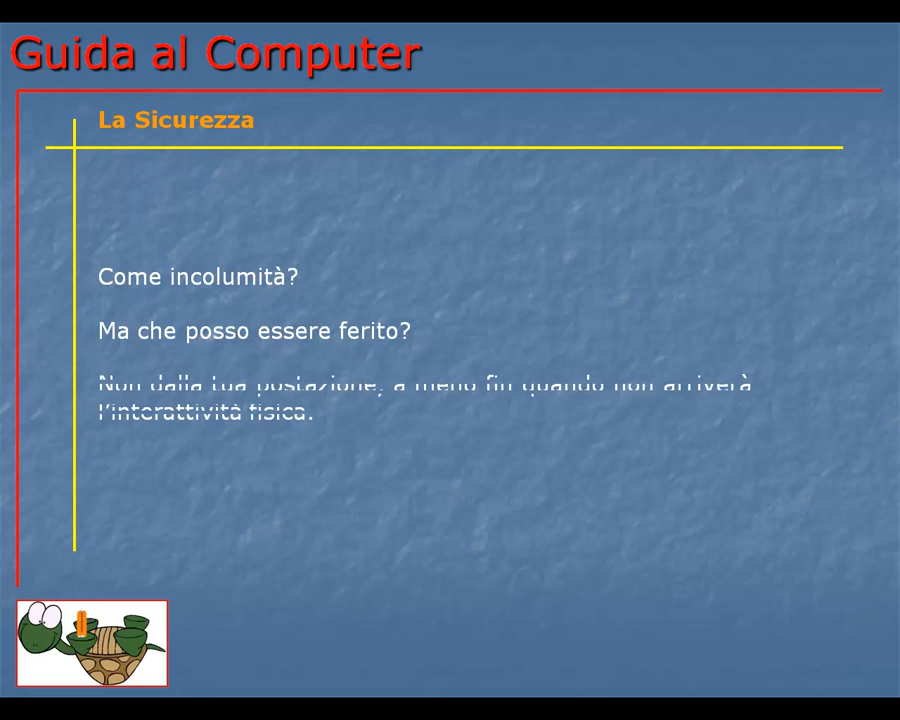 Guida al Computer
La Sicurezza
Come incolumità?
Ma che posso essere ferito?
Non dalla tua postazione, a meno fin quando non arriverà
l'interattività fisica.